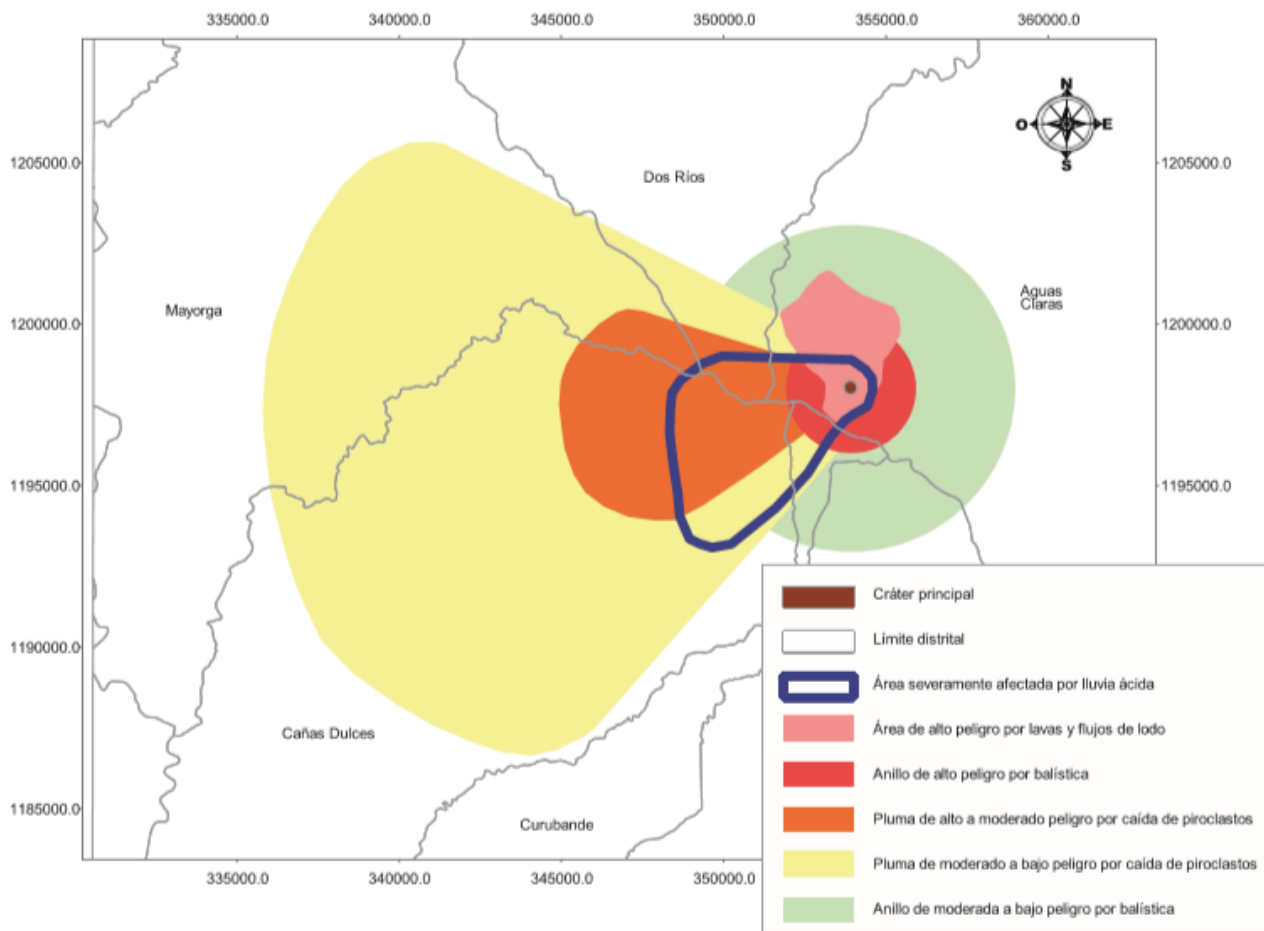 335000.0 340000.0 345000.0 350000.0 355000.0 360000.0
N
O E
S
1205000.0 1205000.0
Dos Ríos
Aguas
Claras
Mayorga
1200000.0 1200000.0
1195000.0 1195000.0
1190000.0
Cañas Dulces
1185000.0
Curubande
335000.0 340000.0 345000.0 350000.0
Cráter principal
Límite distrital
Área severamente afectada por lluvia ácida
Área de alto peligro por lavas y flujos de lodo
Anillo de alto peligro por balística
Pluma de alto a moderado peligro por caída de piroclastos
Pluma de moderado a bajo peligro por caída de piroclastos
Anillo de moderada a bajo peligro por balística